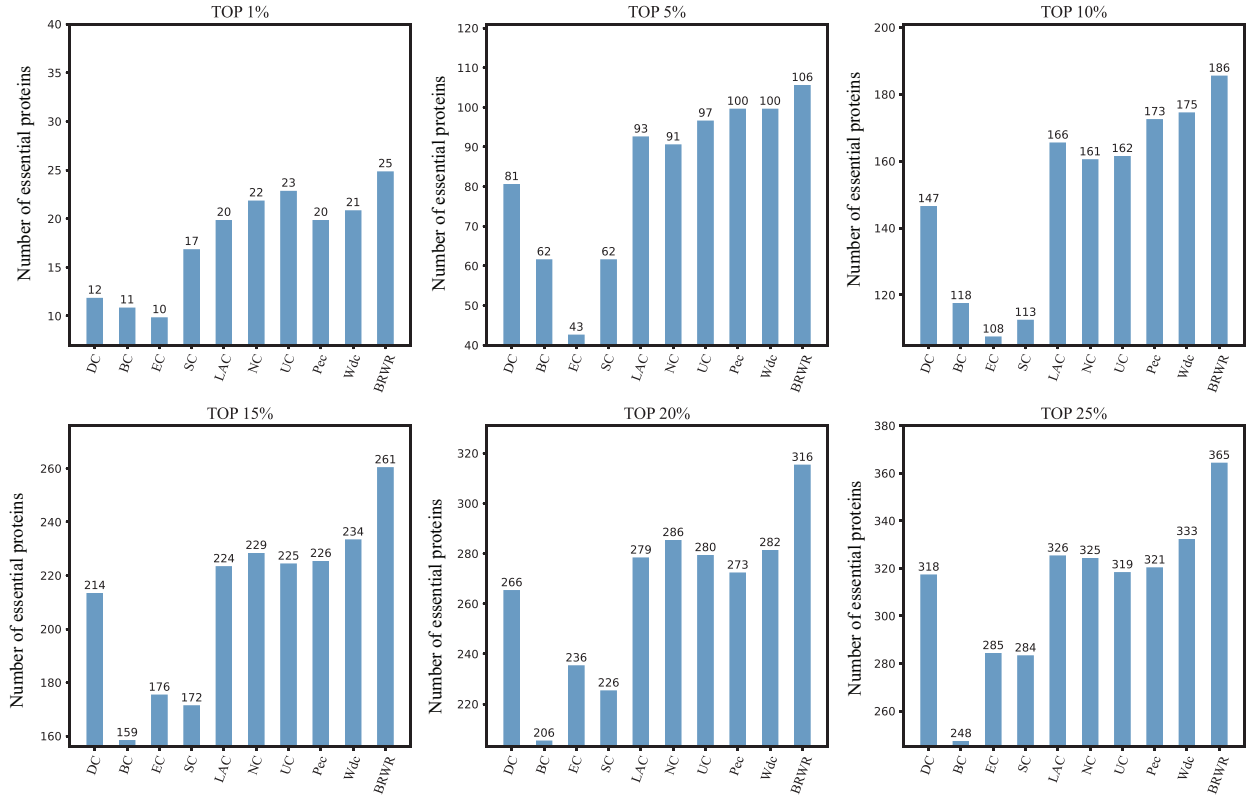 TOP 1%
Number of essential proteins
40
35
30
25
20
15
10
12
11
10
17
20
22
23
20
21
25
DC
BC
EC
SC
LAC
NC
UC
Pec
Wdc
BRWR
TOP 5%
Number of essential proteins
120
110
100
90
80
70
60
50
40
81
62
43
62
93
91
97
100
100
106
DC
BC
EC
SC
LAC
NC
UC
Pec
Wdc
BRWR
TOP 10%
Number of essential proteins
200
180
160
140
120
147
118
108
113
166
161
162
173
175
186
DC
BC
EC
SC
LAC
NC
UC
Pec
Wdc
BRWR
TOP 15%
Number of essential proteins
260
240
220
200
180
160
214
159
176
172
224
229
225
226
234
261
DC
BC
EC
SC
LAC
NC
UC
Pec
Wdc
BRWR
TOP 20%
Number of essential proteins
320
300
280
260
240
220
266
206
236
226
279
286
280
273
282
316
DC
BC
EC
SC
LAC
NC
UC
Pec
Wdc
BRWR
TOP 25%
Number of essential proteins
380
360
340
320
300
280
260
318
248
285
284
326
325
319
321
333
365
DC
BC
EC
SC
LAC
NC
UC
Pec
Wdc
BRWR